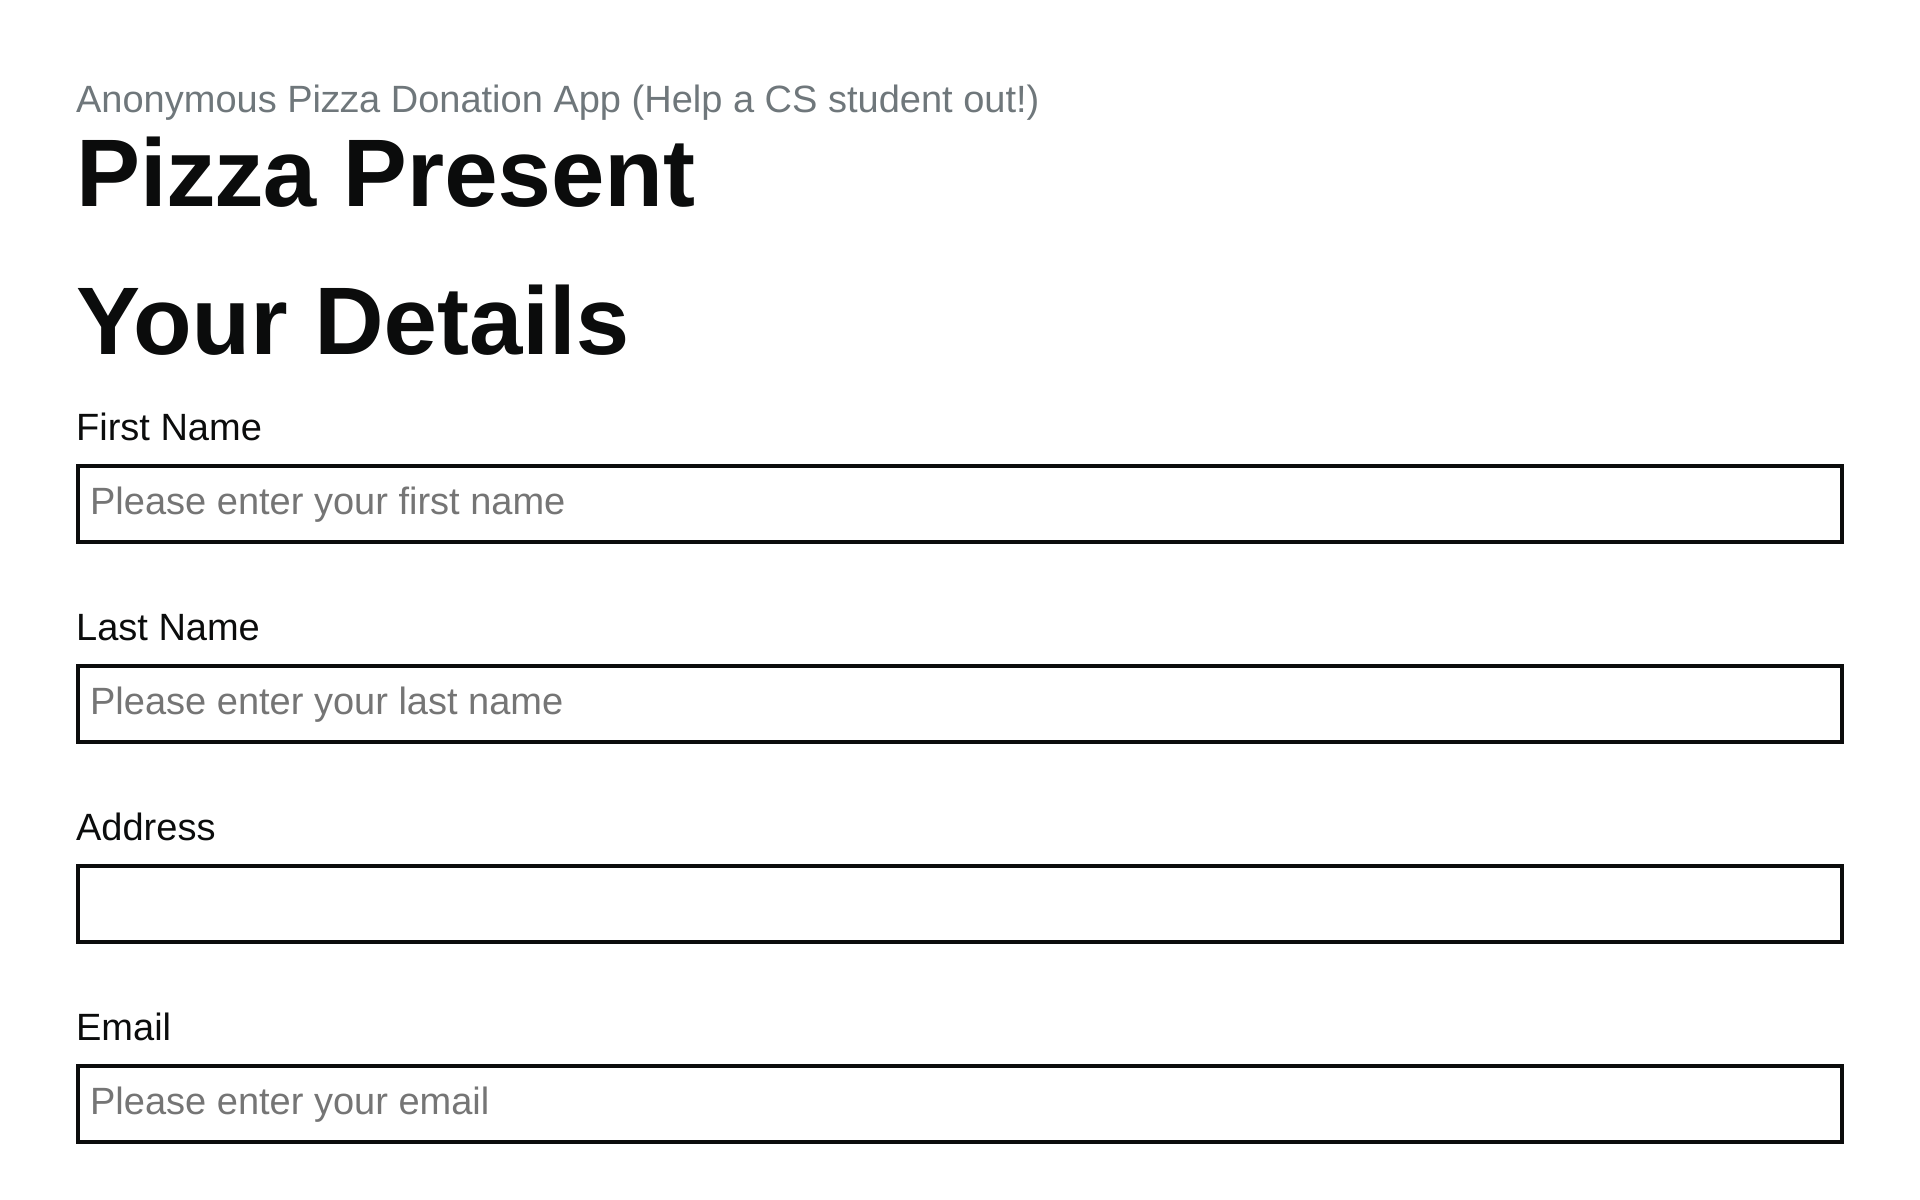 Anonymous Pizza Donation App (Help a CS student out!)
Pizza Present
Your Details
First Name
Please enter your first name
Last Name
Please enter your last name
Address
Email
Please enter your email